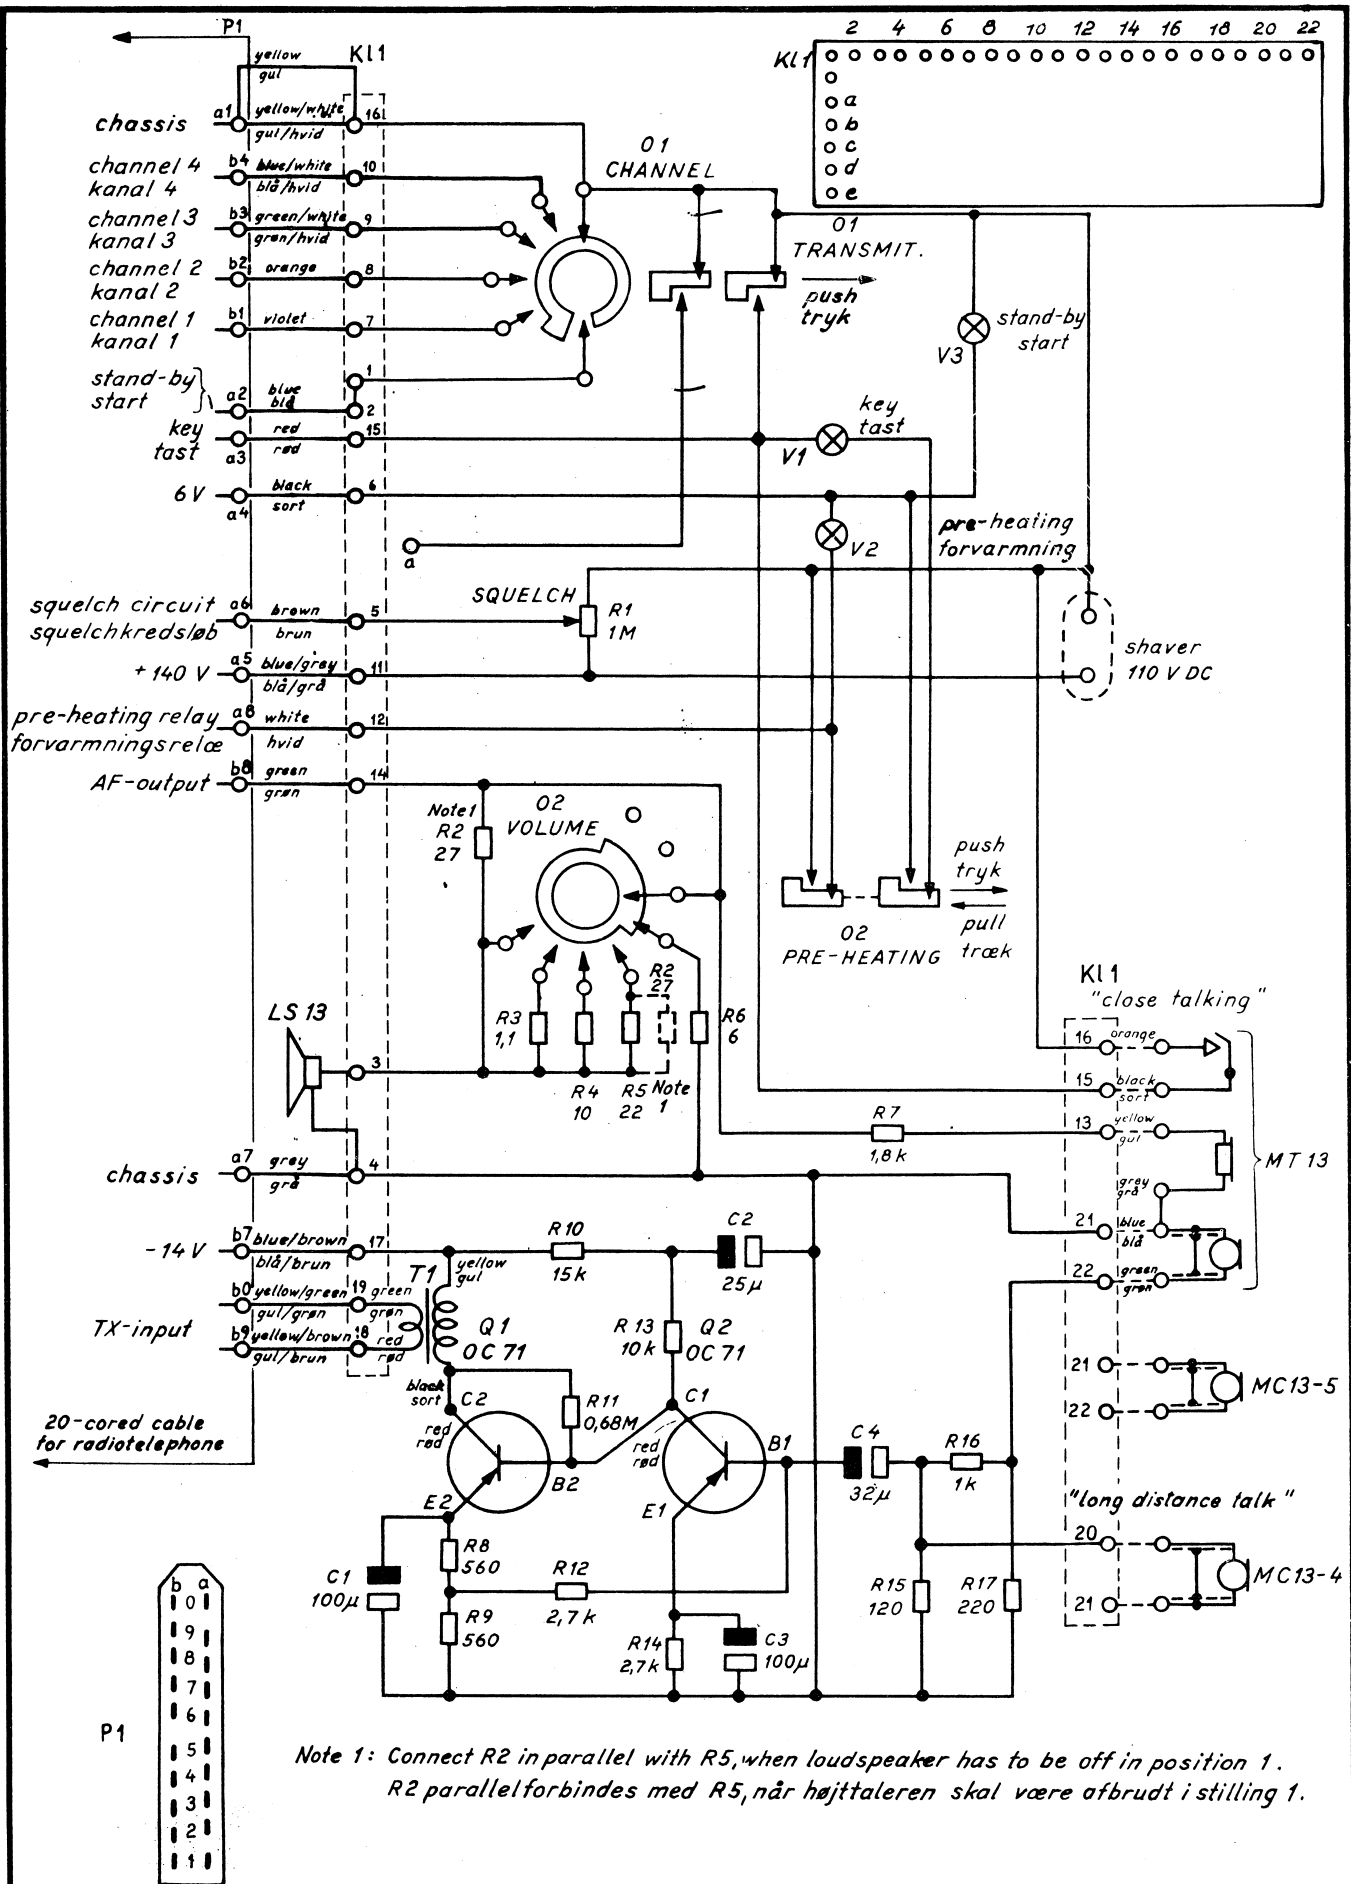 P1
2 4 6 8 10 12 14 16 18 20 22
Kl1
a
b
c
d
e
yellow
gul
Kl1
chassis a1 yellow/white 16
gul/hvid
channel 4 b4 blue/white 10
kanal 4 blå/hvid
channel 3 b3 green/white 9
kanal 3 grøn/hvid
channel 2 b2 orange 8
kanal 2
channel 1 b1 violet 7
kanal 1
stand-by 1
start a2 blue 2
blå
key red 15
tast a3 rød
6V black 6
a4 sort
O1
CHANNEL
O1
TRANSMIT.
push
tryk
V3
stand-by
start
key
tast
V1
V2
pre-heating
forvarmning
a
squelch circuit a6 brown 5
squelchkredsløb brun
SQUELCH
R1
1M
shaver
110 V DC
+140 V a5 blue/grey 11
blå/grå
pre-heating relay a8 white 12
forvarmningsrelæ hvid
AF-output b8 green 14
grøn
Note 1
R2
27
O2
VOLUME
push
tryk
pull
træk
O2
PRE-HEATING
R2
27
R3
1,1
R4
10
R5
22
Note
1
R6
6
LS 13
3
Kl 1
"close talking"
16 orange
15 black
sort
13 yellow
gul
grey
grå
21 blue
blå
22 green
grøn
MT 13
R7
1,8k
chassis a7 grey 4
grå
-14V b7 blue/brown 17
blå/brun
b0 yellow/green 19 green
gul/grøn grøn
TX-input
b9 yellow/brown 18 red
gul/brun rød
yellow
gul
T1
R10
15k
C2
25µ
Q1
OC 71
R 13
10k
Q2
OC 71
black
sort
C2
red
rød
R11
0,68M
C1
red
rød
B2
B1
E2
E1
C4
32µ
R16
1k
21
22
MC13-5
"long distance talk"
20
21
MC13-4
20-cored cable
for radiotelephone
C1
100µ
R8
560
R9
560
R12
2,7k
R14
2,7k
C3
100µ
R15
120
R17
220
P1
b a
0
9
8
7
6
5
4
3
2
1
Note 1: Connect R2 in parallel with R5, when loudspeaker has to be off in position 1.
R2 parallelforbindes med R5, når højttaleren skal være afbrudt i stilling 1.